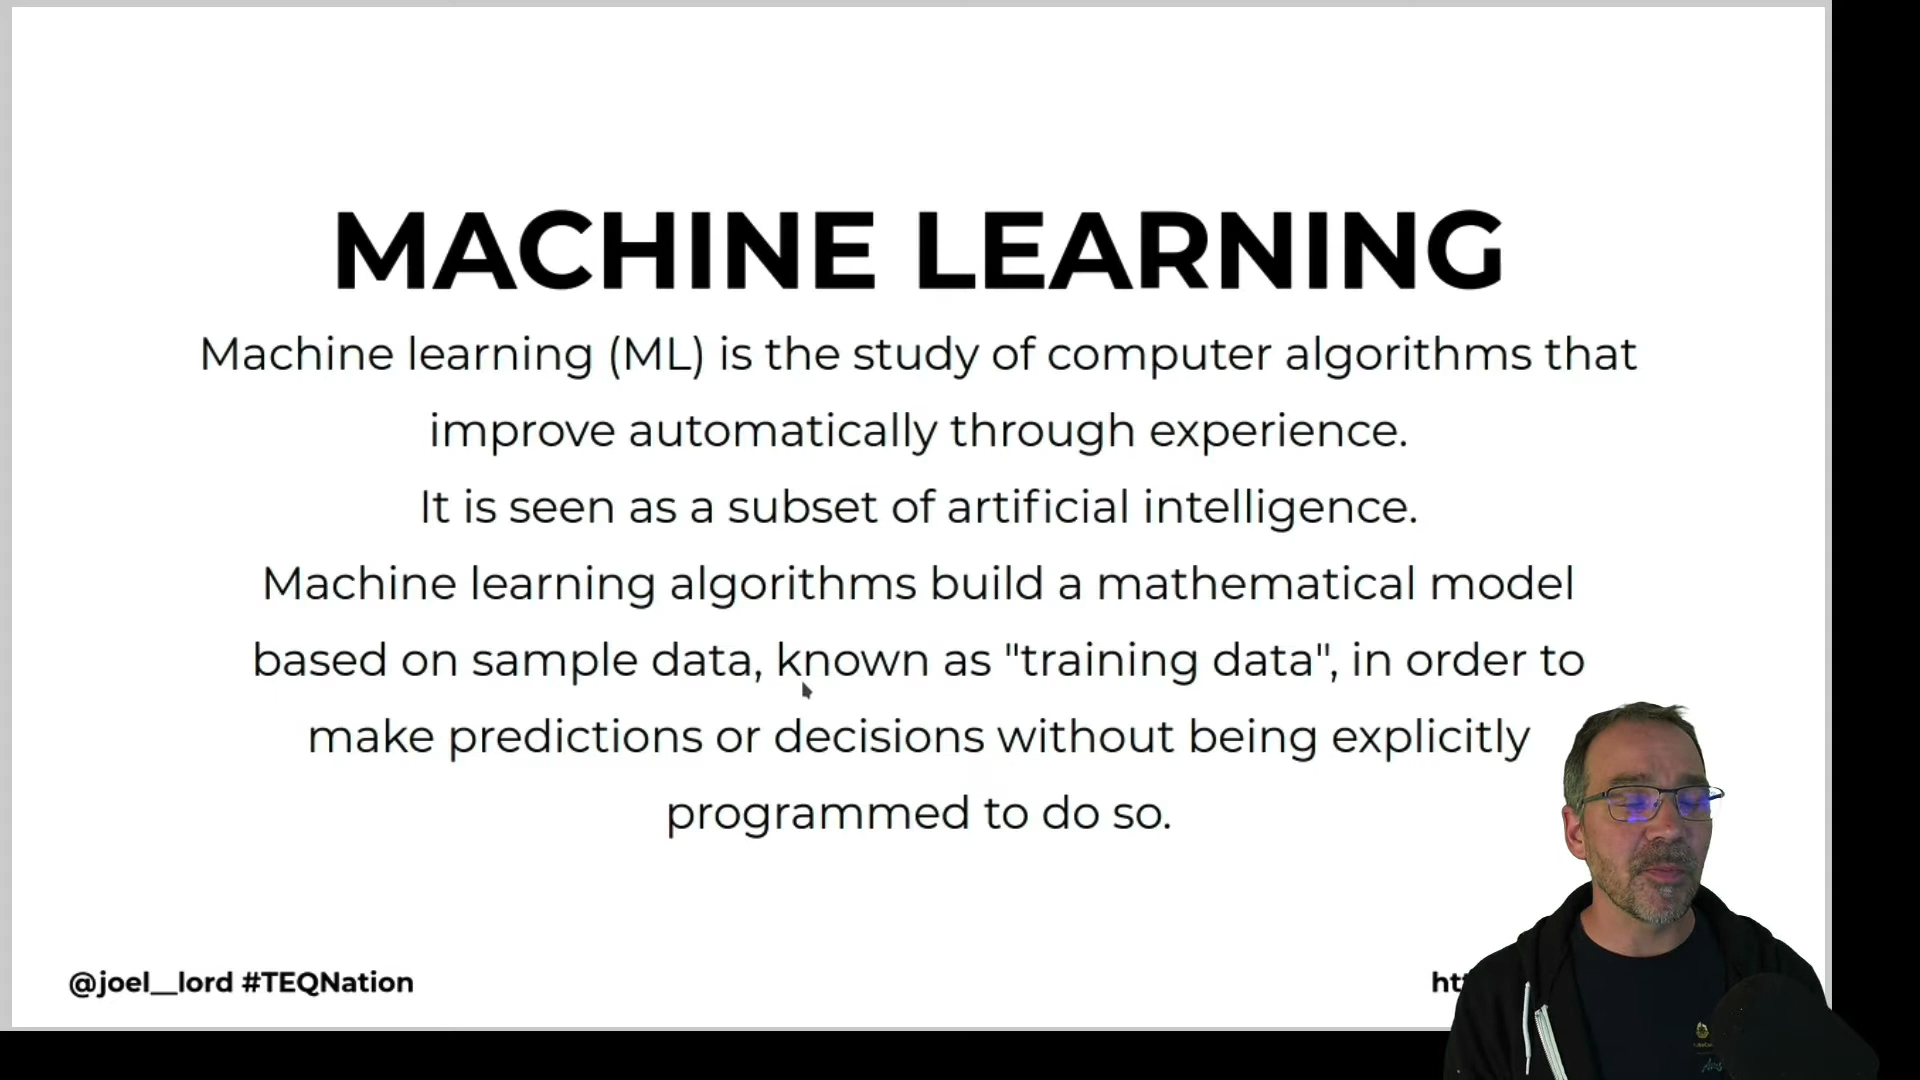 MACHINE LEARNING
Machine learning (ML) is the study of computer algorithms that
improve automatically through experience.
It is seen as a subset of artificial intelligence.
Machine learning algorithms build a mathematical model
based on sample data, known as "training data", in order to
make predictions or decisions without being explicitly
programmed to do so.
@joel__lord #TEQNation